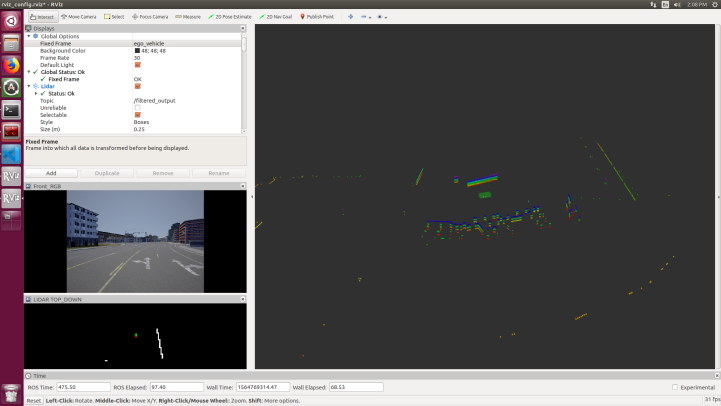 rviz_config.rviz* - RViz
En
2:08 PM
Interact
Move Camera
Select
Focus Camera
Measure
2D Pose Estimate
2D Nav Goal
Publish Point
Displays
Global Options
Fixed Frame ego_vehicle
Background Color 48; 48; 48
Frame Rate 30
Default Light
Global Status: Ok
Fixed Frame OK
Lidar
Status: Ok
Topic /filtered_output
Unreliable
Selectable
Style Boxes
Size (m) 0.25
Fixed Frame
Frame into which all data is transformed before being displayed.
Add Duplicate Remove Rename
Front_RGB
LIDAR TOP_DOWN
Time
ROS Time: 475.50 ROS Elapsed: 97.40 Wall Time: 1564769314.47 Wall Elapsed: 68.53 Experimental
Reset Left-Click: Rotate. Middle-Click: Move X/Y. Right-Click/Mouse Wheel: Zoom. Shift: More options. 31 fps